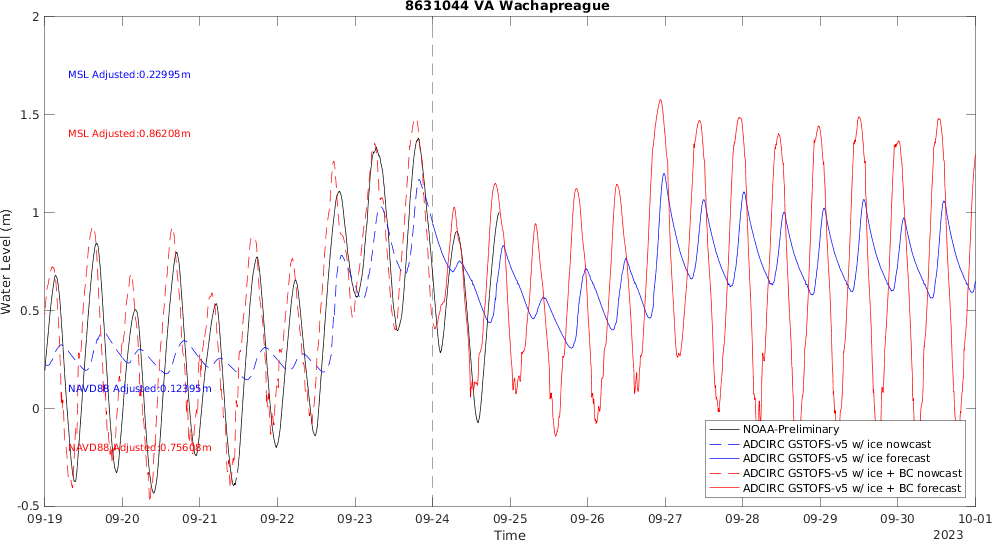 8631044 VA Wachapreague
Water Level (m)
2
1.5
1
0.5
0
-0.5
MSL Adjusted:0.22995m
MSL Adjusted:0.86208m
NAVD88 Adjusted:0.12395m
NAVD88 Adjusted:0.75608m
NOAA-Preliminary
ADCIRC GSTOFS-v5 w/ ice nowcast
ADCIRC GSTOFS-v5 w/ ice forecast
ADCIRC GSTOFS-v5 w/ ice + BC nowcast
ADCIRC GSTOFS-v5 w/ ice + BC forecast
09-19 09-20 09-21 09-22 09-23 09-24 09-25 09-26 09-27 09-28 09-29 09-30 10-01
Time
2023